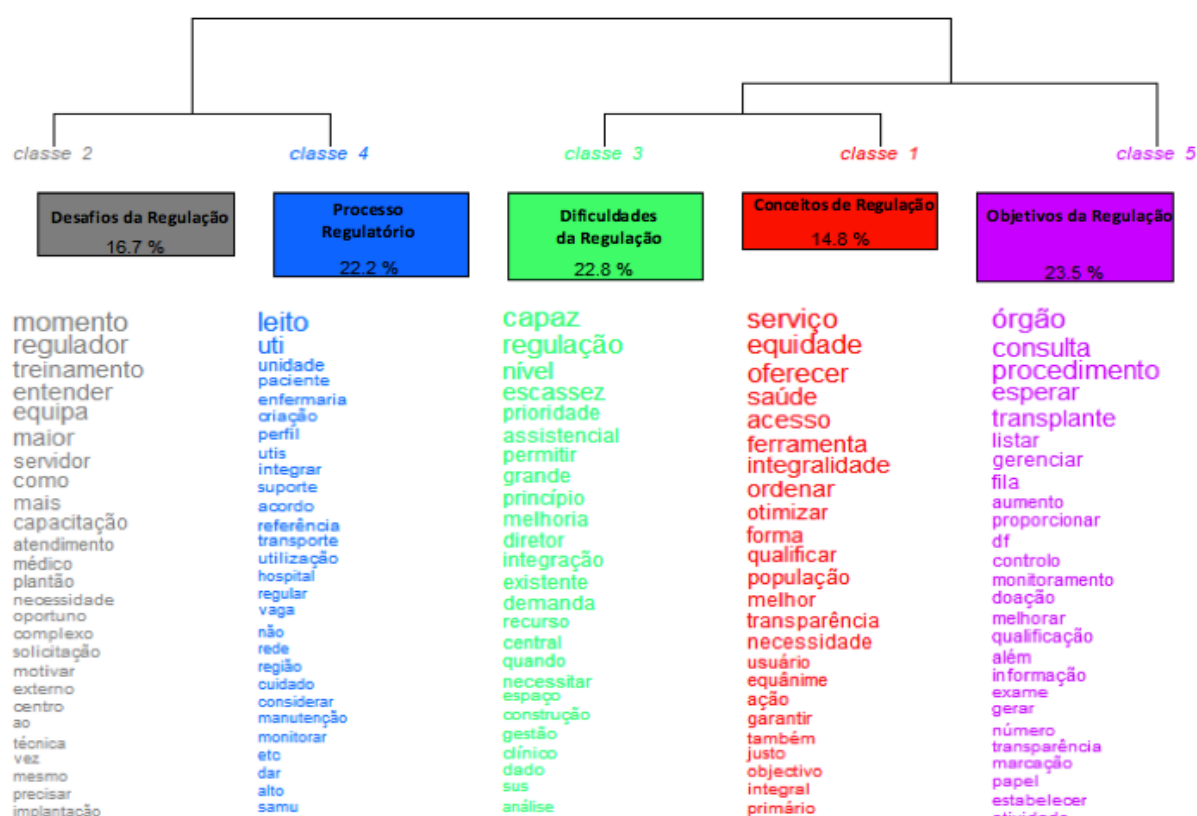 classe 2
classe 4
classe 3
classe 1
classe 5
Desafios da Regulação
16.7 %
Processo
Regulatório
22.2 %
Dificuldades
da Regulação
22.8 %
Conceitos de Regulação
14.8 %
Objetivos da Regulação
23.5 %
momento
regulador
treinamento
entender
equipa
maior
servidor
como
mais
capacitação
atendimento
médico
plantão
necessidade
oportuno
complexo
solicitação
motivar
externo
centro
ao
técnica
vez
mesmo
precisar
implantação
leito
uti
unidade
paciente
enfermaria
criação
perfil
utis
integrar
suporte
acordo
referência
transporte
utilização
hospital
regular
vaga
não
rede
região
cuidado
considerar
manutenção
monitorar
etc
dar
alto
samu
capaz
regulação
nível
escassez
prioridade
assistencial
permitir
grande
princípio
melhoria
diretor
integração
existente
demanda
recurso
central
quando
necessitar
espaço
construção
gestão
clínico
dado
sus
análise
serviço
equidade
oferecer
saúde
acesso
ferramenta
integralidade
ordenar
otimizar
forma
qualificar
população
melhor
transparência
necessidade
usuário
equânime
ação
garantir
também
justo
objectivo
integral
primário
órgão
consulta
procedimento
esperar
transplante
listar
gerenciar
fila
aumento
proporcionar
df
controlo
monitoramento
doação
melhorar
qualificação
além
informação
exame
gerar
número
transparência
marcação
papel
estabelecer